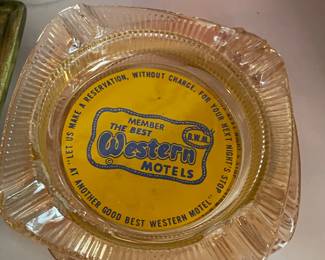 "LET US MAKE A RESERVATION, WITHOUT CHARGE, FOR YOUR NEXT NIGHT'S STOP
AT ANOTHER GOOD BEST WESTERN MOTEL"
MEMBER
THE BEST
B.W.M.
Western
MOTELS